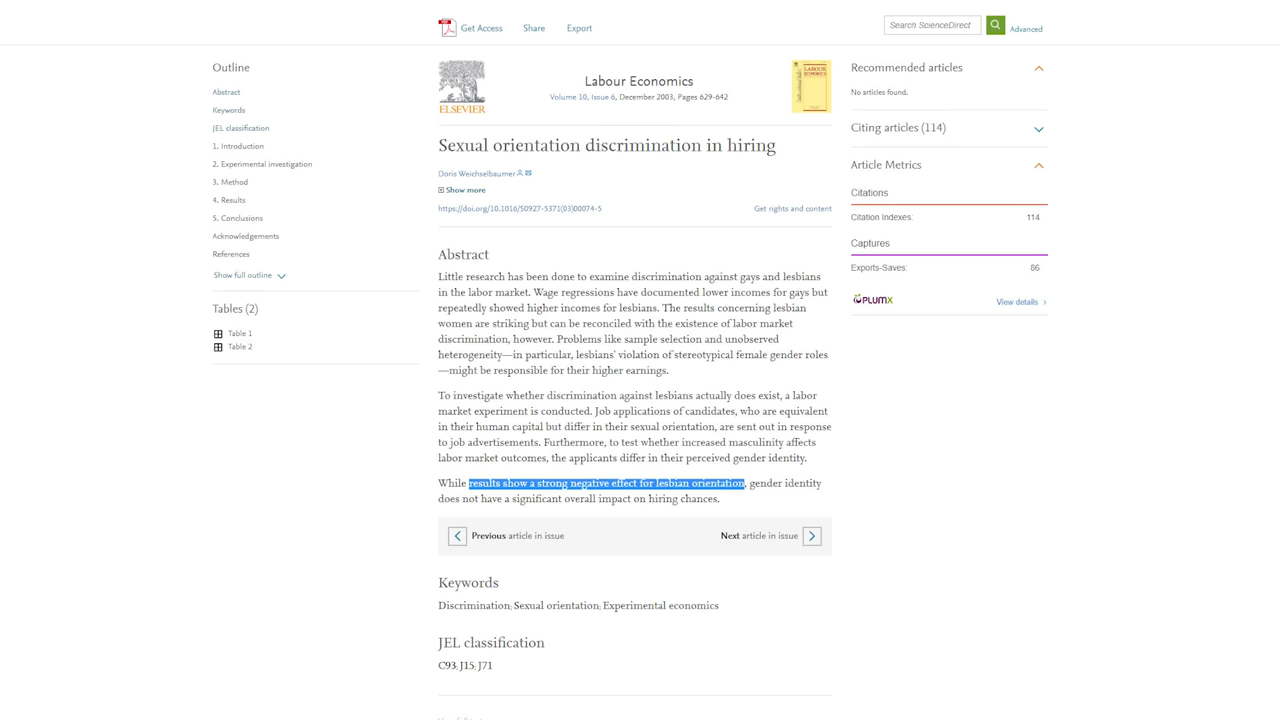 PDF
Get Access
Share
Export
Search ScienceDirect
Advanced
Outline
Abstract
Keywords
JEL classification
1. Introduction
2. Experimental investigation
3. Method
4. Results
5. Conclusions
Acknowledgements
References
Show full outline
Tables (2)
Table 1
Table 2
ELSEVIER
Labour Economics
Volume 10, Issue 6, December 2003, Pages 629-642
LABOUR
ECONOMICS
Sexual orientation discrimination in hiring
Doris Weichselbaumer
Show more
https://doi.org/10.1016/S0927-5371(03)00074-5
Get rights and content
Abstract
Little research has been done to examine discrimination against gays and lesbians
in the labor market. Wage regressions have documented lower incomes for gays but
repeatedly showed higher incomes for lesbians. The results concerning lesbian
women are striking but can be reconciled with the existence of labor market
discrimination, however. Problems like sample selection and unobserved
heterogeneity—in particular, lesbians' violation of stereotypical female gender roles
—might be responsible for their higher earnings.
To investigate whether discrimination against lesbians actually does exist, a labor
market experiment is conducted. Job applications of candidates, who are equivalent
in their human capital but differ in their sexual orientation, are sent out in response
to job advertisements. Furthermore, to test whether increased masculinity affects
labor market outcomes, the applicants differ in their perceived gender identity.
While results show a strong negative effect for lesbian orientation, gender identity
does not have a significant overall impact on hiring chances.
Previous article in issue
Next article in issue
Keywords
Discrimination; Sexual orientation; Experimental economics
JEL classification
C93; J15; J71
Recommended articles
No articles found.
Citing articles (114)
Article Metrics
Citations
Citation Indexes: 114
Captures
Exports-Saves: 86
PLUMX
View details